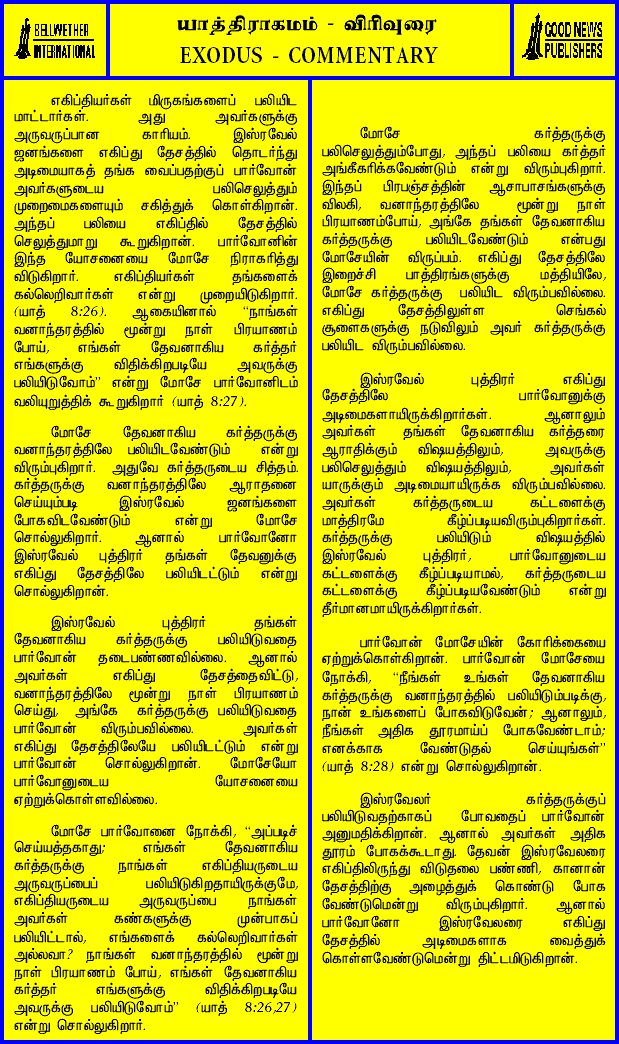 BELLWETHER
INTERNATIONAL
யாத்திராகமம் - விரிவுரை
EXODUS - COMMENTARY
GOOD NEWS
PUBLISHERS
எகிப்தியர்கள் மிருகங்களைப் பலியிட
மாட்டார்கள். அது அவர்களுக்கு
அருவருப்பான காரியம். இஸ்ரவேல்
ஜனங்களை எகிப்து தேசத்தில் தொடர்ந்து
அடிமையாகத் தங்க வைப்பதற்குப் பார்வோன்
அவர்களுடைய பலிசெலுத்தும்
முறைமைகளையும் சகித்துக் கொள்கிறான்.
அந்தப் பலியை எகிப்தில் தேசத்தில்
செலுத்துமாறு கூறுகிறான். பார்வோனின்
இந்த யோசனையை மோசே நிராகரித்து
விடுகிறார். எகிப்தியர்கள் தங்களைக்
கல்லெறிவார்கள் என்று முறையிடுகிறார்.
(யாத் 8:26). ஆகையினால் “நாங்கள்
வனாந்தரத்தில் மூன்று நாள் பிரயாணம்
போய், எங்கள் தேவனாகிய கர்த்தர்
எங்களுக்கு விதிக்கிறபடியே அவருக்கு
பலியிடுவோம்” என்று மோசே பார்வோனிடம்
வலியுறுத்திக் கூறுகிறார் (யாத் 8:27).
மோசே தேவனாகிய கர்த்தருக்கு
வனாந்தரத்திலே பலியிடவேண்டும் என்று
விரும்புகிறார். அதுவே கர்த்தருடைய சித்தம்.
கர்த்தருக்கு வனாந்தரத்திலே ஆராதனை
செய்யும்படி இஸ்ரவேல் ஜனங்களை
போகவிடவேண்டும் என்று மோசே
சொல்லுகிறார். ஆனால் பார்வோனோ
இஸ்ரவேல் புத்திரர் தங்கள் தேவனுக்கு
எகிப்து தேசத்திலே பலியிடட்டும் என்று
சொல்லுகிறான்.
இஸ்ரவேல் புத்திரர் தங்கள்
தேவனாகிய கர்த்தருக்கு பலியிடுவதை
பார்வோன் தடைபண்ணவில்லை. ஆனால்
அவர்கள் எகிப்து தேசத்தைவிட்டு,
வனாந்தரத்திலே மூன்று நாள் பிரயாணம்
செய்து, அங்கே கர்த்தருக்கு பலியிடுவதை
பார்வோன் விரும்பவில்லை. அவர்கள்
எகிப்து தேசத்திலேயே பலியிடட்டும் என்று
பார்வோன் சொல்லுகிறான். மோசேயோ
பார்வோனுடைய யோசனையை
ஏற்றுக்கொள்ளவில்லை.
மோசே பார்வோனை நோக்கி, “அப்படிச்
செய்யத்தகாது; எங்கள் தேவனாகிய
கர்த்தருக்கு நாங்கள் எகிப்தியருடைய
அருவருப்பைப் பலியிடுகிறதாயிருக்குமே,
எகிப்தியருடைய அருவருப்பை நாங்கள்
அவர்கள் கண்களுக்கு முன்பாகப்
பலியிட்டால், எங்களைக் கல்லெறிவார்கள்
அல்லவா? நாங்கள் வனாந்தரத்தில் மூன்று
நாள் பிரயாணம் போய், எங்கள் தேவனாகிய
கர்த்தர் எங்களுக்கு விதிக்கிறபடியே
அவருக்கு பலியிடுவோம்” (யாத் 8:26,27)
என்று சொல்லுகிறார்.
மோசே கர்த்தருக்கு
பலிசெலுத்தும்போது, அந்தப் பலியை கர்த்தர்
அங்கீகரிக்கவேண்டும் என்று விரும்புகிறார்.
இந்தப் பிரபஞ்சத்தின் ஆசாபாசங்களுக்கு
விலகி, வனாந்தரத்திலே மூன்று நாள்
பிரயாணம்போய், அங்கே தங்கள் தேவனாகிய
கர்த்தருக்கு பலியிடவேண்டும் என்பது
மோசேயின் விருப்பம். எகிப்து தேசத்திலே
இறைச்சி பாத்திரங்களுக்கு மத்தியிலே,
மோசே கர்த்தருக்கு பலியிட விரும்பவில்லை.
எகிப்து தேசத்திலுள்ள செங்கல்
சூளைகளுக்கு நடுவிலும் அவர் கர்த்தருக்கு
பலியிட விரும்பவில்லை.
இஸ்ரவேல் புத்திரர் எகிப்து
தேசத்திலே பார்வோனுக்கு
அடிமைகளாயிருக்கிறார்கள். ஆனாலும்
அவர்கள் தங்கள் தேவனாகிய கர்த்தரை
ஆராதிக்கும் விஷயத்திலும், அவருக்கு
பலிசெலுத்தும் விஷயத்திலும், அவர்கள்
யாருக்கும் அடிமையாயிருக்க விரும்பவில்லை.
அவர்கள் கர்த்தருடைய கட்டளைக்கு
மாத்திரமே கீழ்ப்படியவிரும்புகிறார்கள்.
கர்த்தருக்கு பலியிடும் விஷயத்தில்
இஸ்ரவேல் புத்திரர், பார்வோனுடைய
கட்டளைக்கு கீழ்ப்படியாமல், கர்த்தருடைய
கட்டளைக்கு கீழ்ப்படியவேண்டும் என்று
தீர்மானமாயிருக்கிறார்கள்.
பார்வோன் மோசேயின் கோரிக்கையை
ஏற்றுக்கொள்கிறான். பார்வோன் மோசேயை
நோக்கி, “நீங்கள் உங்கள் தேவனாகிய
கர்த்தருக்கு வனாந்தரத்தில் பலியிடும்படிக்கு,
நான் உங்களைப் போகவிடுவேன்; ஆனாலும்,
நீங்கள் அதிக தூரமாய்ப் போகவேண்டாம்;
எனக்காக வேண்டுதல் செய்யுங்கள்”
(யாத் 8:28) என்று சொல்லுகிறான்.
இஸ்ரவேலர் கர்த்தருக்குப்
பலியிடுவதற்காகப் போவதைப் பார்வோன்
அனுமதிக்கிறான். ஆனால் அவர்கள் அதிக
தூரம் போகக்கூடாது. தேவன் இஸ்ரவேலரை
எகிப்திலிருந்து விடுதலை பண்ணி, கானான்
தேசத்திற்கு அழைத்துக் கொண்டு போக
வேண்டுமென்று விரும்புகிறார். ஆனால்
பார்வோனோ இஸ்ரவேலரை எகிப்து
தேசத்தில் அடிமைகளாக வைத்துக்
கொள்ளவேண்டுமென்று திட்டமிடுகிறான்.